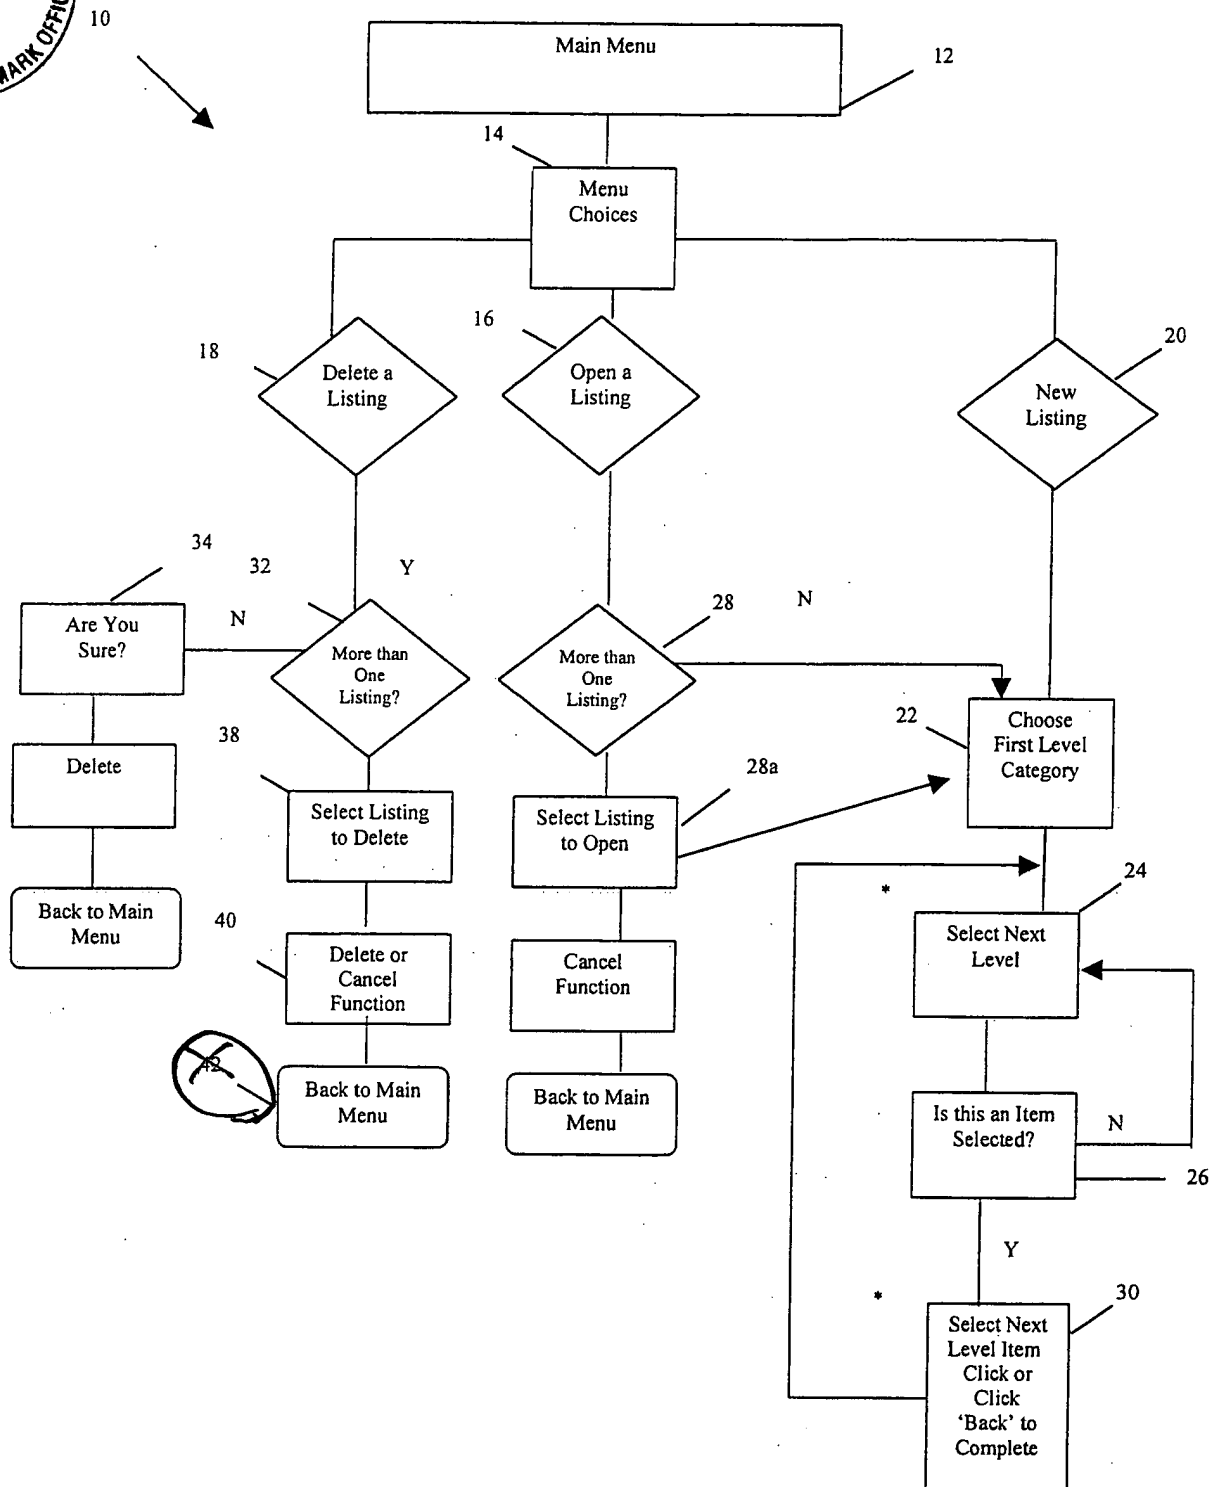 MARK OFFIC
10
Main Menu
12
14
Menu
Choices
16
18
20
Delete a
Listing
Open a
Listing
New
Listing
34
32
Y
N
28
N
Are You
Sure?
More than
One
Listing?
More than
One
Listing?
22
Choose
First Level
Category
38
28a
Delete
Select Listing
to Delete
Select Listing
to Open
*
24
Back to Main
Menu
40
Delete or
Cancel
Function
Cancel
Function
Select Next
Level
42
Back to Main
Menu
Back to Main
Menu
Is this an Item
Selected?
N
26
Y
*
30
Select Next
Level Item
Click or
Click
‘Back’ to
Complete